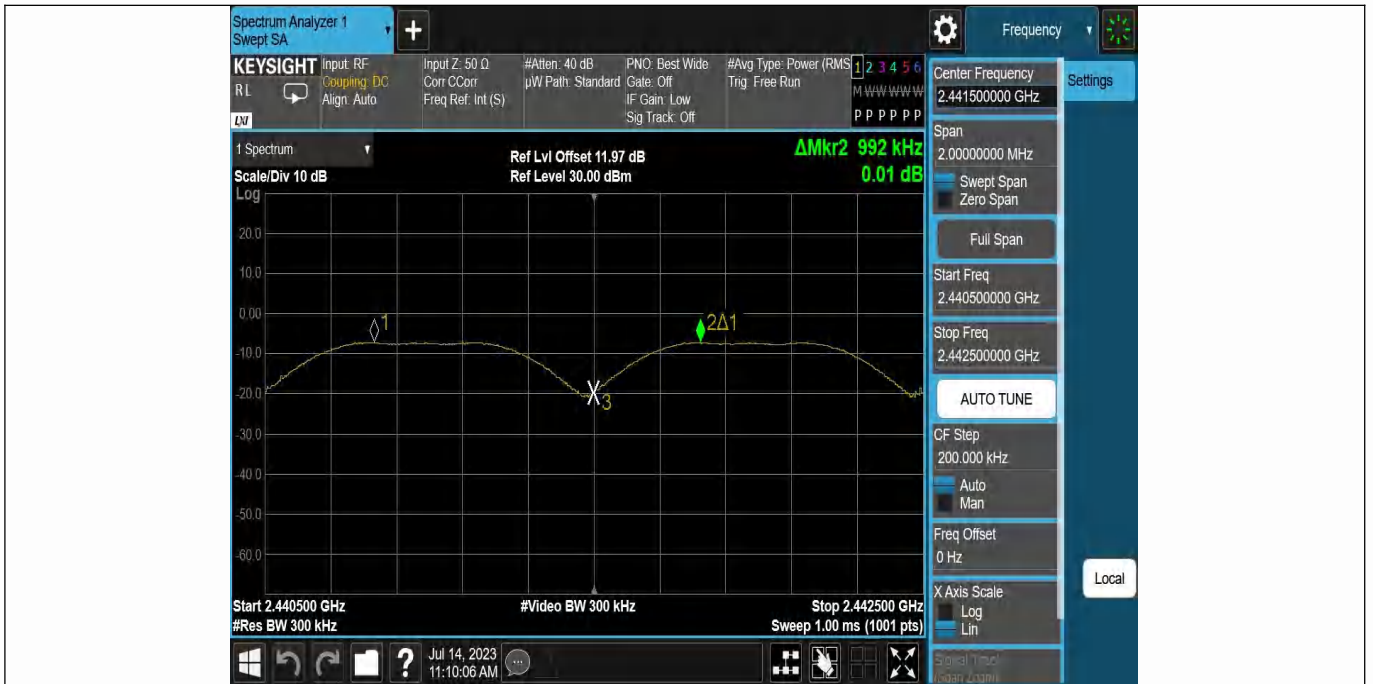 Spectrum Analyzer 1
Swept SA
+
Frequency
KEYSIGHT
R L
LXI
Input: RF
Coupling: DC
Align: Auto
Input Z: 50 Ω
Corr CCorr
Freq Ref: Int (S)
#Atten: 40 dB
µW Path: Standard
PNO: Best Wide
Gate: Off
IF Gain: Low
Sig Track: Off
#Avg Type: Power (RMS
Trig: Free Run
1 2 3 4 5 6
M W W W W W
P P P P P P
Center Frequency
2.441500000 GHz
Settings
Span
2.00000000 MHz
Swept Span
Zero Span
Full Span
Start Freq
2.440500000 GHz
Stop Freq
2.442500000 GHz
AUTO TUNE
CF Step
200.000 kHz
Auto
Man
Freq Offset
0 Hz
X Axis Scale
Log
Lin
Signal Track
(Span Zoom)
Local
1 Spectrum
Scale/Div 10 dB
Log
Ref Lvl Offset 11.97 dB
Ref Level 30.00 dBm
ΔMkr2 992 kHz
0.01 dB
20.0
10.0
0.00
-10.0
-20.0
-30.0
-40.0
-50.0
-60.0
1
2Δ1
3
Start 2.440500 GHz
#Res BW 300 kHz
#Video BW 300 kHz
Stop 2.442500 GHz
Sweep 1.00 ms (1001 pts)
?
Jul 14, 2023
11:10:06 AM